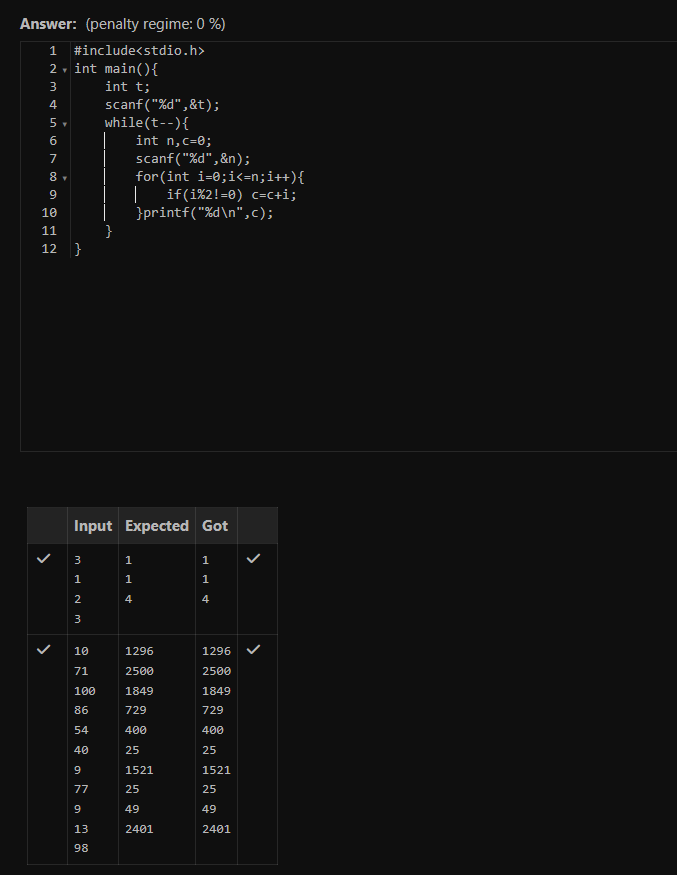 Answer: (penalty regime: 0 %)
1 #include<stdio.h>
2 int main(){
3     int t;
4     scanf("%d",&t);
5     while(t--){
6         int n,c=0;
7         scanf("%d",&n);
8         for(int i=0;i<=n;i++){
9             if(i%2!=0) c=c+i;
10         }printf("%d\n",c);
11     }
12 }
Input Expected Got
3 1 1
1 1 1
2 4 4
3
10 1296 1296
71 2500 2500
100 1849 1849
86 729 729
54 400 400
40 25 25
9 1521 1521
77 25 25
9 49 49
13 2401 2401
98